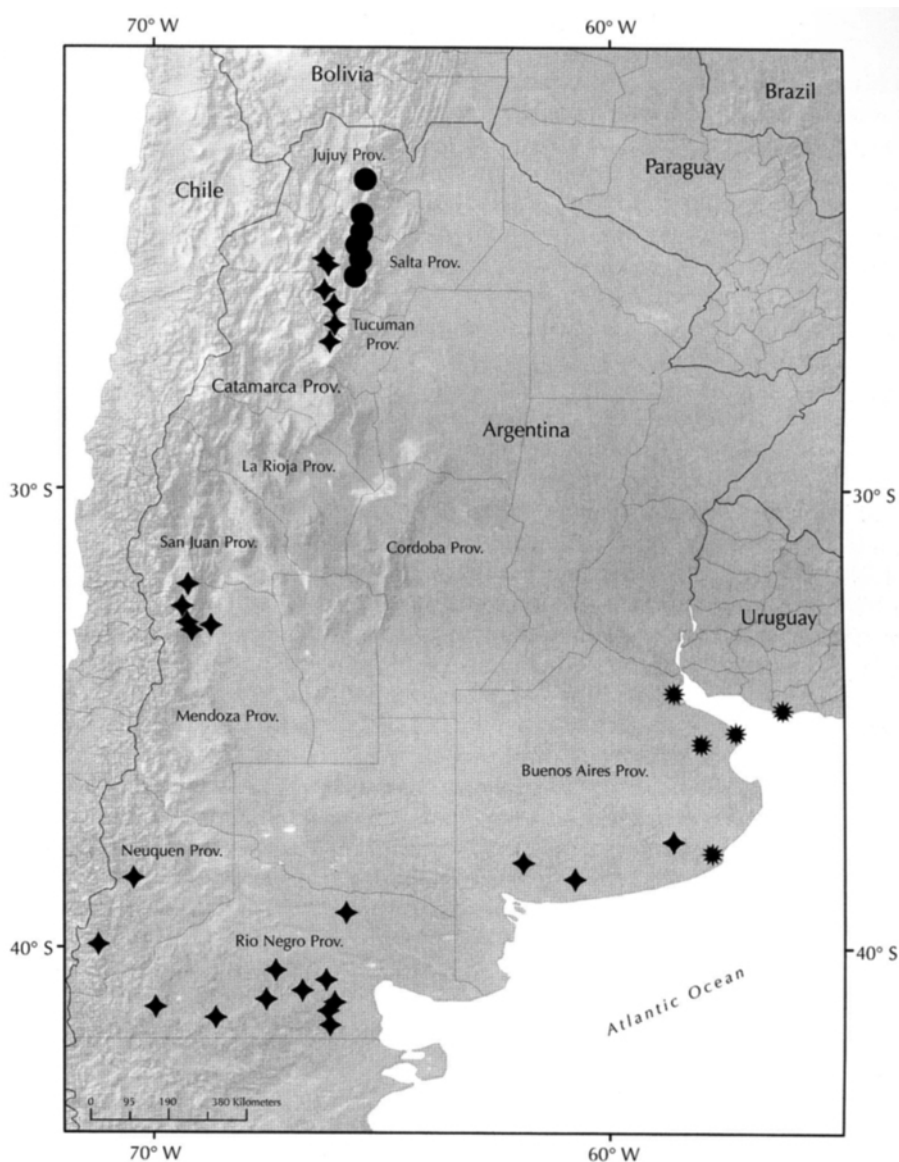 70° W 60° W
Bolivia
Brazil
Jujuy Prov.
Paraguay
Chile
Salta Prov.
Tucuman
Prov.
Catamarca Prov.
Argentina
La Rioja Prov.
30° S 30° S
San Juan Prov.
Cordoba Prov.
Uruguay
Mendoza Prov.
Buenos Aires Prov.
Neuquen Prov.
Rio Negro Prov.
40° S 40° S
Atlantic Ocean
0 95 190 380 Kilometers
70° W 60° W